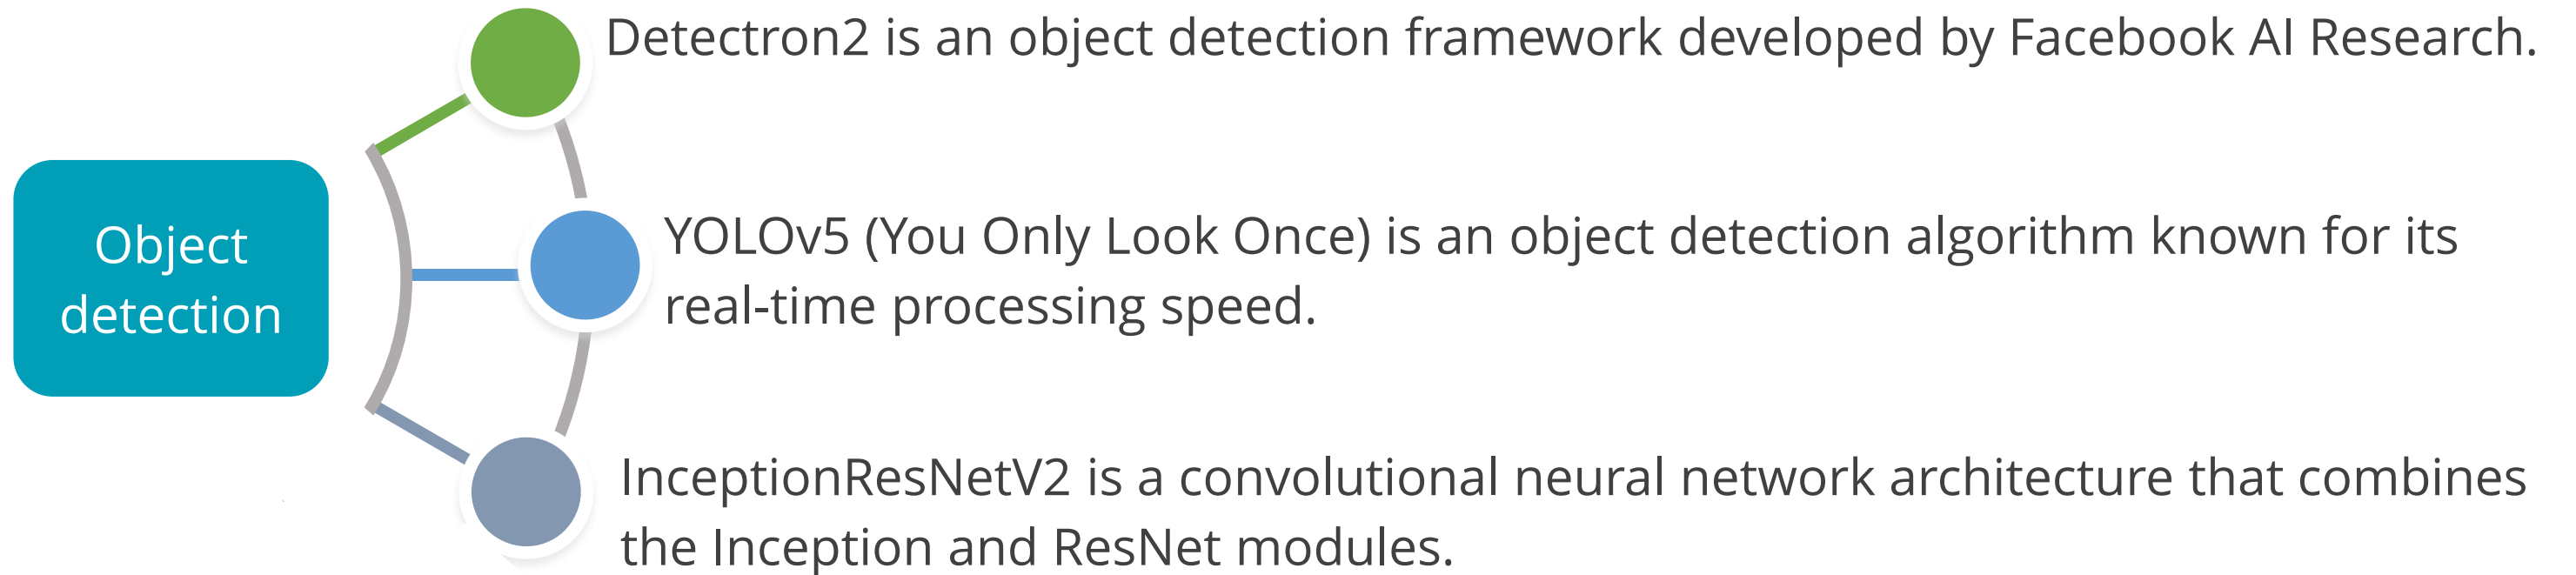 Object
detection
Detectron2 is an object detection framework developed by Facebook AI Research.
YOLOv5 (You Only Look Once) is an object detection algorithm known for its
real-time processing speed.
InceptionResNetV2 is a convolutional neural network architecture that combines
the Inception and ResNet modules.